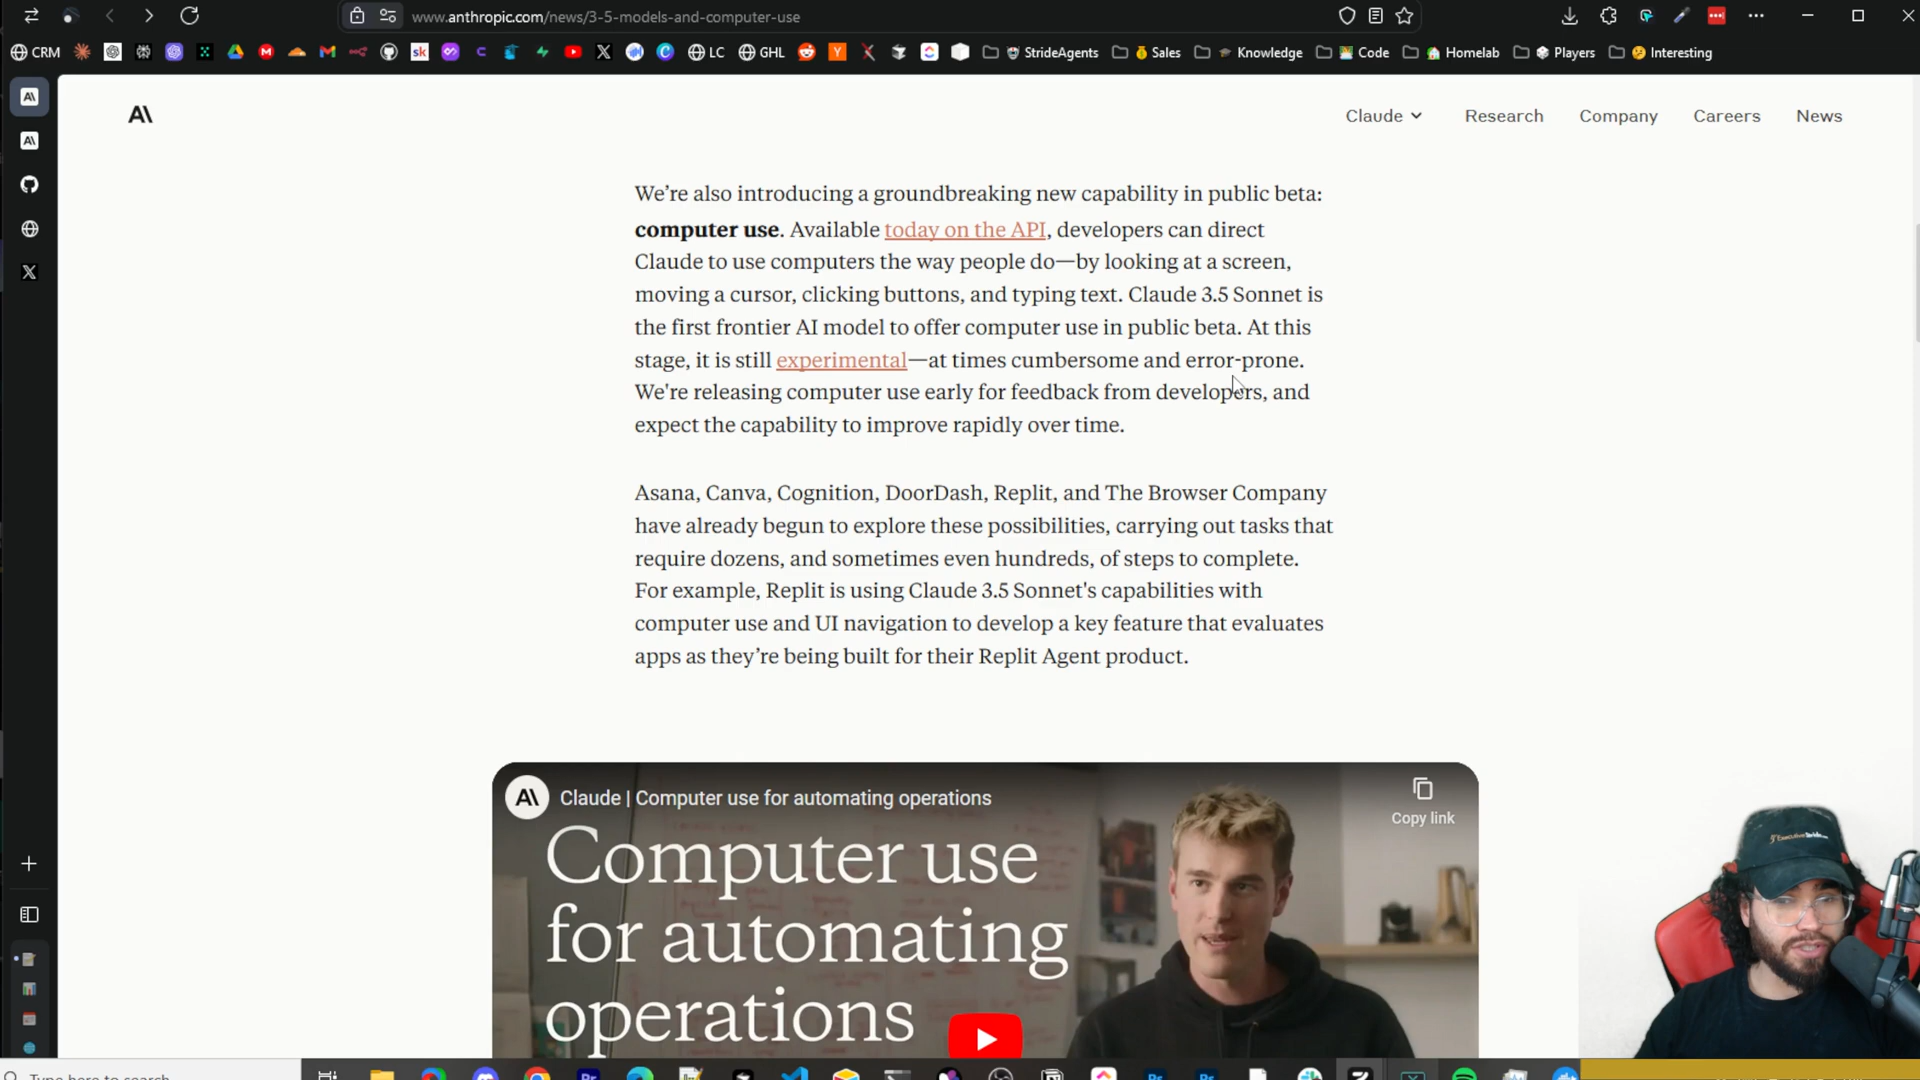 www.anthropic.com/news/3-5-models-and-computer-use
CRM
sk
LC
GHL
StrideAgents
Sales
Knowledge
Code
Homelab
Players
Interesting
Claude
Research
Company
Careers
News
We’re also introducing a groundbreaking new capability in public beta:
computer use. Available today on the API, developers can direct
Claude to use computers the way people do—by looking at a screen,
moving a cursor, clicking buttons, and typing text. Claude 3.5 Sonnet is
the first frontier AI model to offer computer use in public beta. At this
stage, it is still experimental—at times cumbersome and error-prone.
We're releasing computer use early for feedback from developers, and
expect the capability to improve rapidly over time.
Asana, Canva, Cognition, DoorDash, Replit, and The Browser Company
have already begun to explore these possibilities, carrying out tasks that
require dozens, and sometimes even hundreds, of steps to complete.
For example, Replit is using Claude 3.5 Sonnet's capabilities with
computer use and UI navigation to develop a key feature that evaluates
apps as they’re being built for their Replit Agent product.
Claude | Computer use for automating operations
Copy link
Computer use
for automating
operations
Type here to search